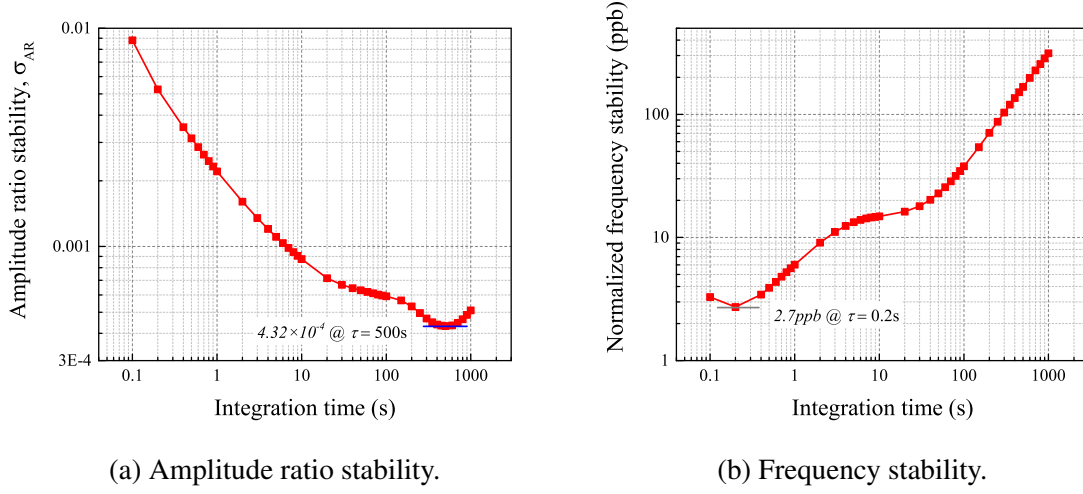 0.01
0.001
3E-4
Amplitude ratio stability, σAR
4.32×10⁻⁴ @ τ = 500s
0.1 1 10 100 1000
Integration time (s)
(a) Amplitude ratio stability.
100
10
1
Normalized frequency stability (ppb)
2.7ppb @ τ = 0.2s
0.1 1 10 100 1000
Integration time (s)
(b) Frequency stability.